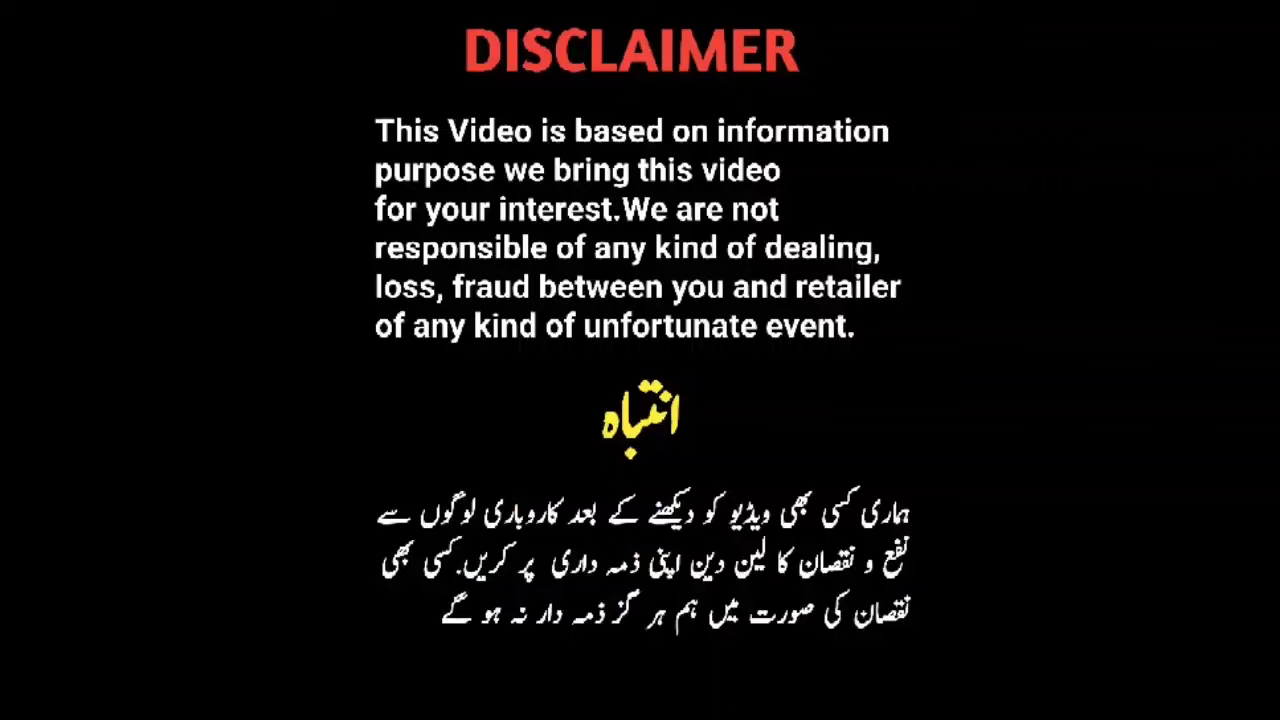 DISCLAIMER
This Video is based on information
purpose we bring this video
for your interest.We are not
responsible of any kind of dealing,
loss, fraud between you and retailer
of any kind of unfortunate event.
انتباہ
ہماری کسی بھی ویڈیو کو دیکھنے کے بعد کاروباری لوگوں سے
نفع و نقصان کا لین دین اپنی ذمہ داری پر کریں.کسی بھی
نقصان کی صورت میں ہم ہر گز ذمہ دار نہ ہو گے